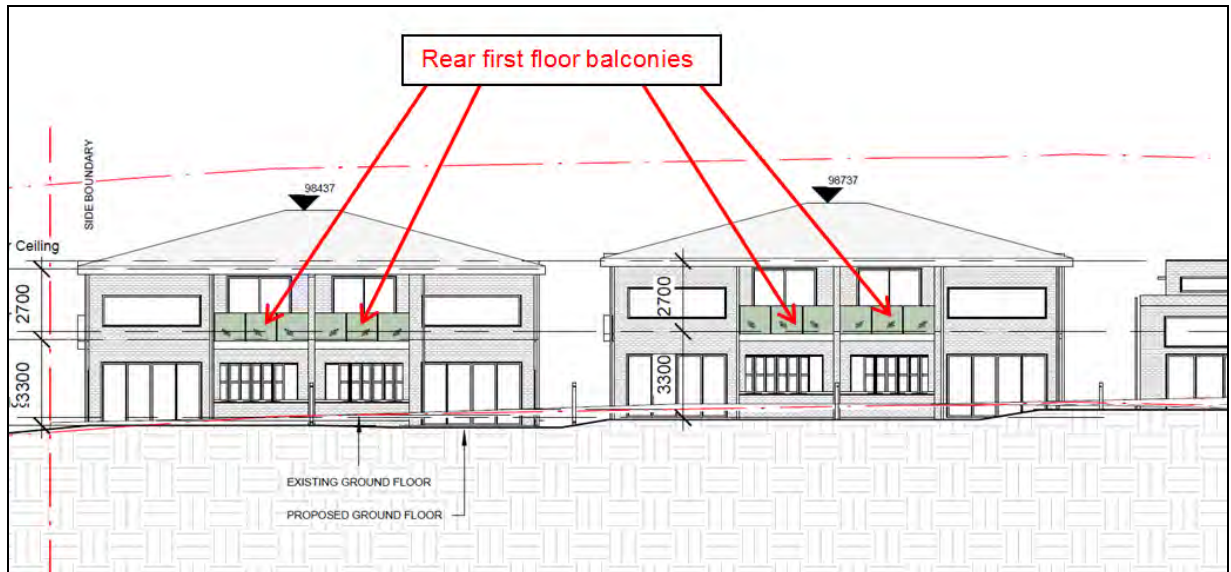 Rear first floor balconies
SIDE BOUNDARY
98437
98737
Ceiling
2700
2700
3300
3300
EXISTING GROUND FLOOR
PROPOSED GROUND FLOOR